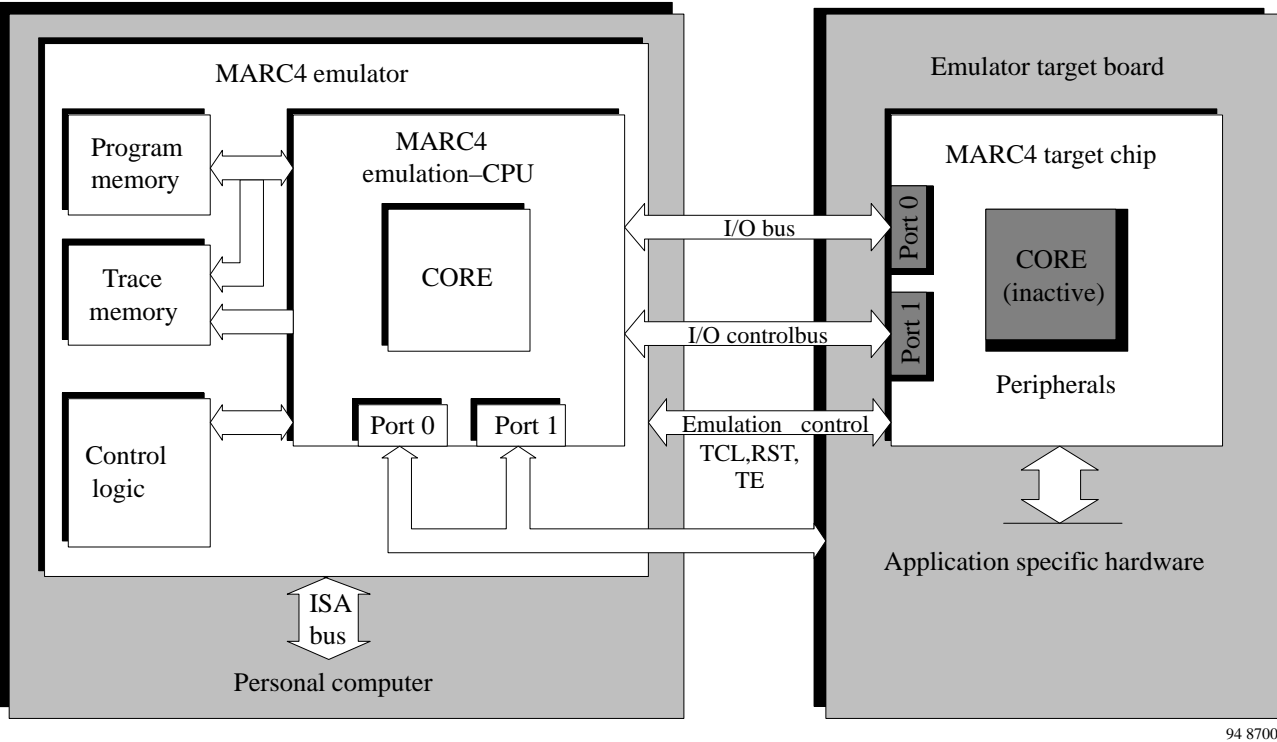 MARC4 emulator
Program
memory
Trace
memory
Control
logic
MARC4
emulation–CPU
CORE
Port 0
Port 1
ISA
bus
Personal computer
I/O bus
I/O controlbus
Emulation control
TCL,RST,
TE
Emulator target board
MARC4 target chip
Port 0
Port 1
CORE
(inactive)
Peripherals
Application specific hardware
94 8700